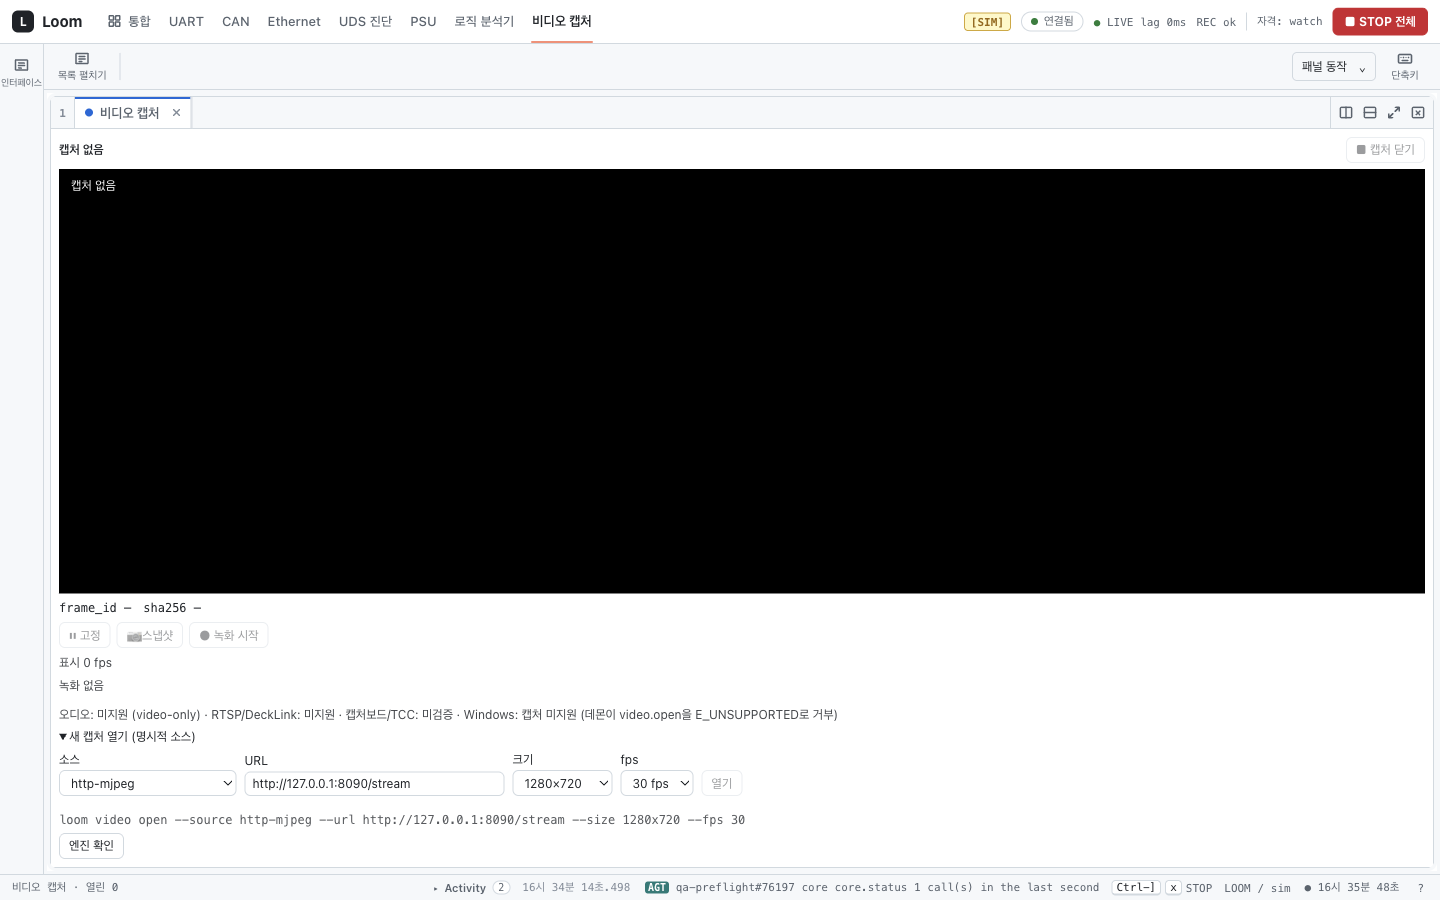 L Loom 통합 UART CAN Ethernet UDS 진단 PSU 로직 분석기 비디오 캡처 [SIM] 연결됨 LIVE lag 0ms REC ok 자격: watch STOP 전체
인터페이스
목록 펼치기
패널 동작
단축키
1 비디오 캡처
캡처 없음
캡처 닫기
캡처 없음
frame_id — sha256 —
고정 스냅샷 녹화 시작
표시 0 fps
녹화 없음
오디오: 미지원 (video-only) · RTSP/DeckLink: 미지원 · 캡처보드/TCC: 미검증 · Windows: 캡처 미지원 (데몬이 video.open을 E_UNSUPPORTED로 거부)
▼ 새 캡처 열기 (명시적 소스)
소스 URL 크기 fps
http-mjpeg http://127.0.0.1:8090/stream 1280×720 30 fps 열기
loom video open --source http-mjpeg --url http://127.0.0.1:8090/stream --size 1280x720 --fps 30
엔진 확인
비디오 캡처 · 열린 0 ▸ Activity 2 16시 34분 14초.498 AGT qa-preflight#76197 core core.status 1 call(s) in the last second Ctrl-] x STOP LOOM / sim ● 16시 35분 48초 ?